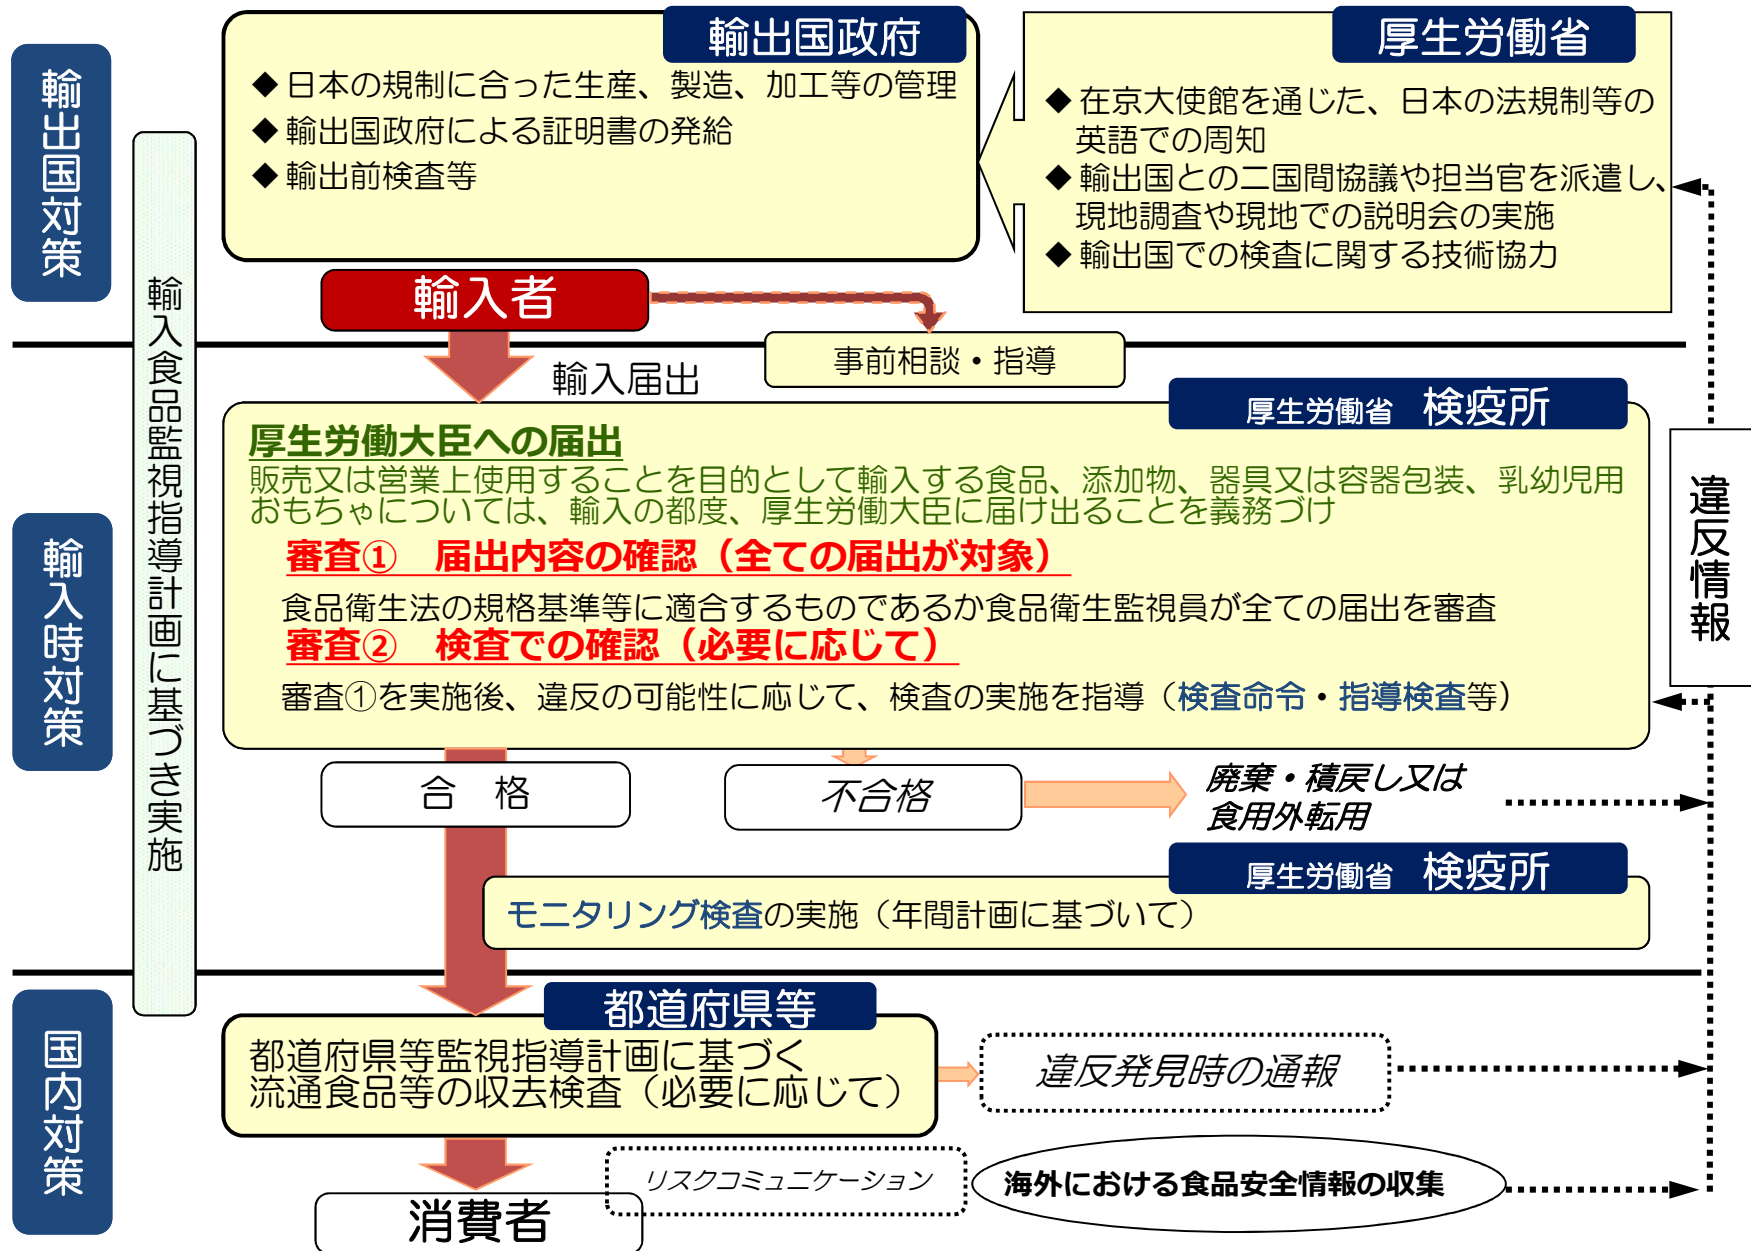 輸出国対策
輸出国政府
◆ 日本の規制に合った生産、製造、加工等の管理
◆ 輸出国政府による証明書の発給
◆ 輸出前検査等
厚生労働省
◆ 在京大使館を通じた、日本の法規制等の
英語での周知
◆ 輸出国との二国間協議や担当官を派遣し、
現地調査や現地での説明会の実施
◆ 輸出国での検査に関する技術協力
輸入食品監視指導計画に基づき実施
輸入者
事前相談・指導
輸入届出
輸入時対策
厚生労働省 検疫所
厚生労働大臣への届出
販売又は営業上使用することを目的として輸入する食品、添加物、器具又は容器包装、乳幼児用
おもちゃについては、輸入の都度、厚生労働大臣に届け出ることを義務づけ
審査① 届出内容の確認（全ての届出が対象）
食品衛生法の規格基準等に適合するものであるか食品衛生監視員が全ての届出を審査
審査② 検査での確認（必要に応じて）
審査①を実施後、違反の可能性に応じて、検査の実施を指導（検査命令・指導検査等）
違反情報
合 格
不合格
廃棄・積戻し又は
食用外転用
厚生労働省 検疫所
モニタリング検査の実施（年間計画に基づいて）
国内対策
都道府県等
都道府県等監視指導計画に基づく
流通食品等の収去検査（必要に応じて）
違反発見時の通報
リスクコミュニケーション
海外における食品安全情報の収集
消費者